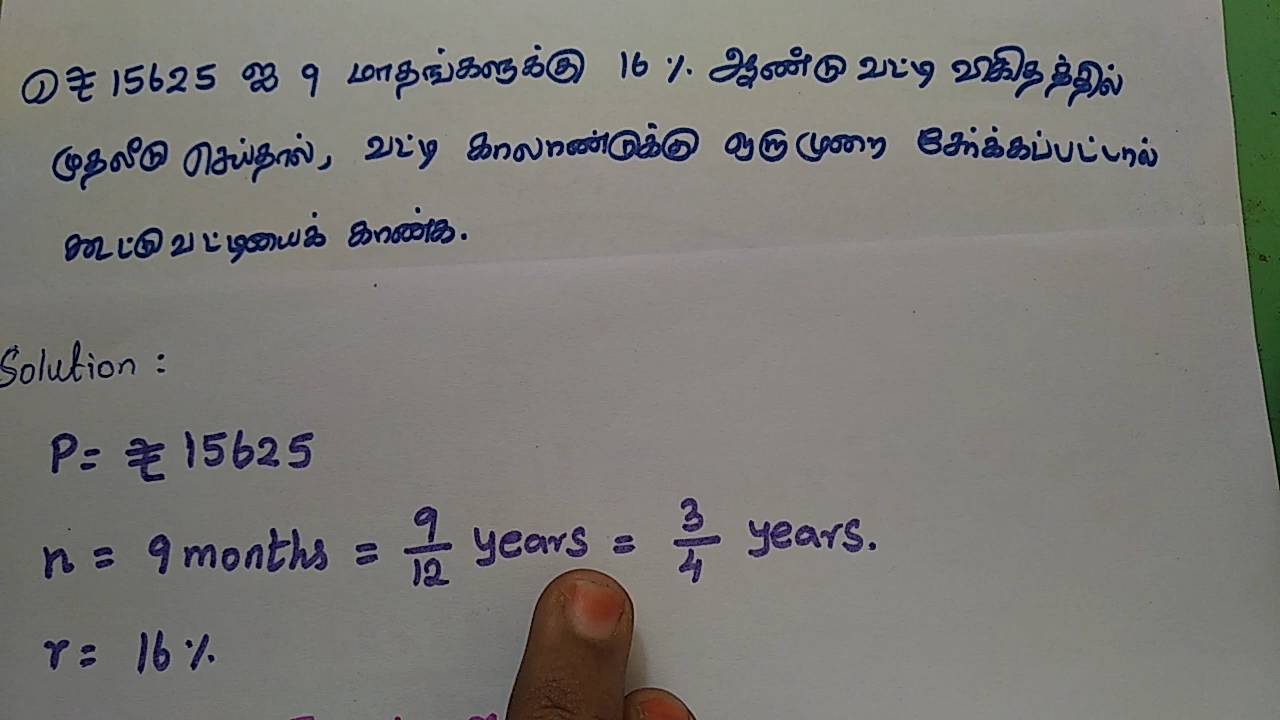 1) ₹ 15625 ஐ 9 மாதங்களுக்கு 16 % ஆண்டு வட்டி விகிதத்தில்
முதலீடு செய்தால், வட்டி காலாண்டுக்கு ஒருமுறை சேர்க்கப்பட்டால்
கூட்டு வட்டியைக் காண்க.
Solution :
P = ₹ 15625
n = 9 months = 9/12 years = 3/4 years.
r = 16 %